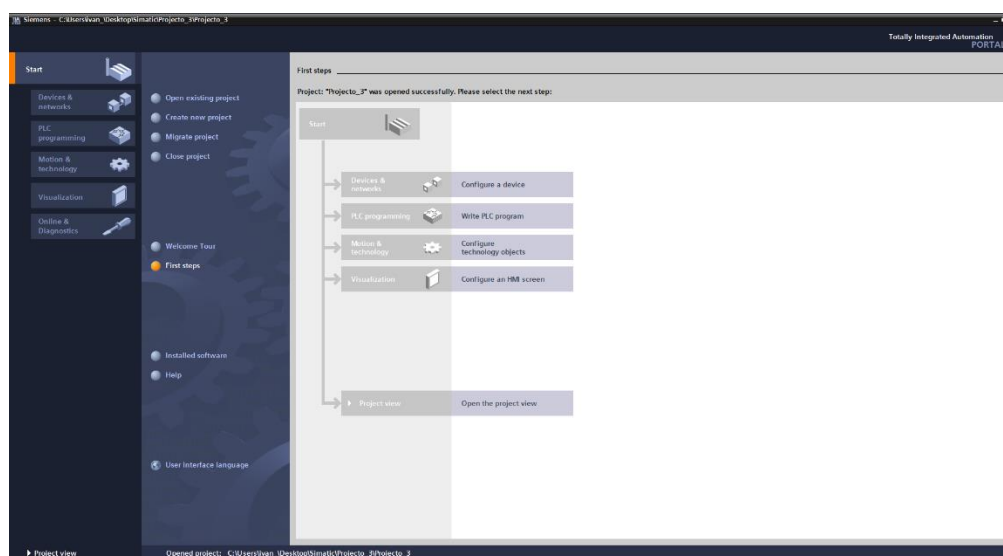 Siemens - C:\Users\ivan_\Desktop\Simatic\Projecto_3\Projecto_3
Totally Integrated Automation
PORTAL
Start
Devices &
networks
PLC
programming
Motion &
technology
Visualization
Online &
Diagnostics
Open existing project
Create new project
Migrate project
Close project
Welcome Tour
First steps
Installed software
Help
User interface language
First steps
Project: "Projecto_3" was opened successfully. Please select the next step:
Start
Devices &
networks
Configure a device
PLC programming
Write PLC program
Motion &
technology
Configure
technology objects
Visualization
Configure an HMI screen
Project view
Open the project view
Project view
Opened project: C:\Users\ivan_\Desktop\Simatic\Projecto_3\Projecto_3